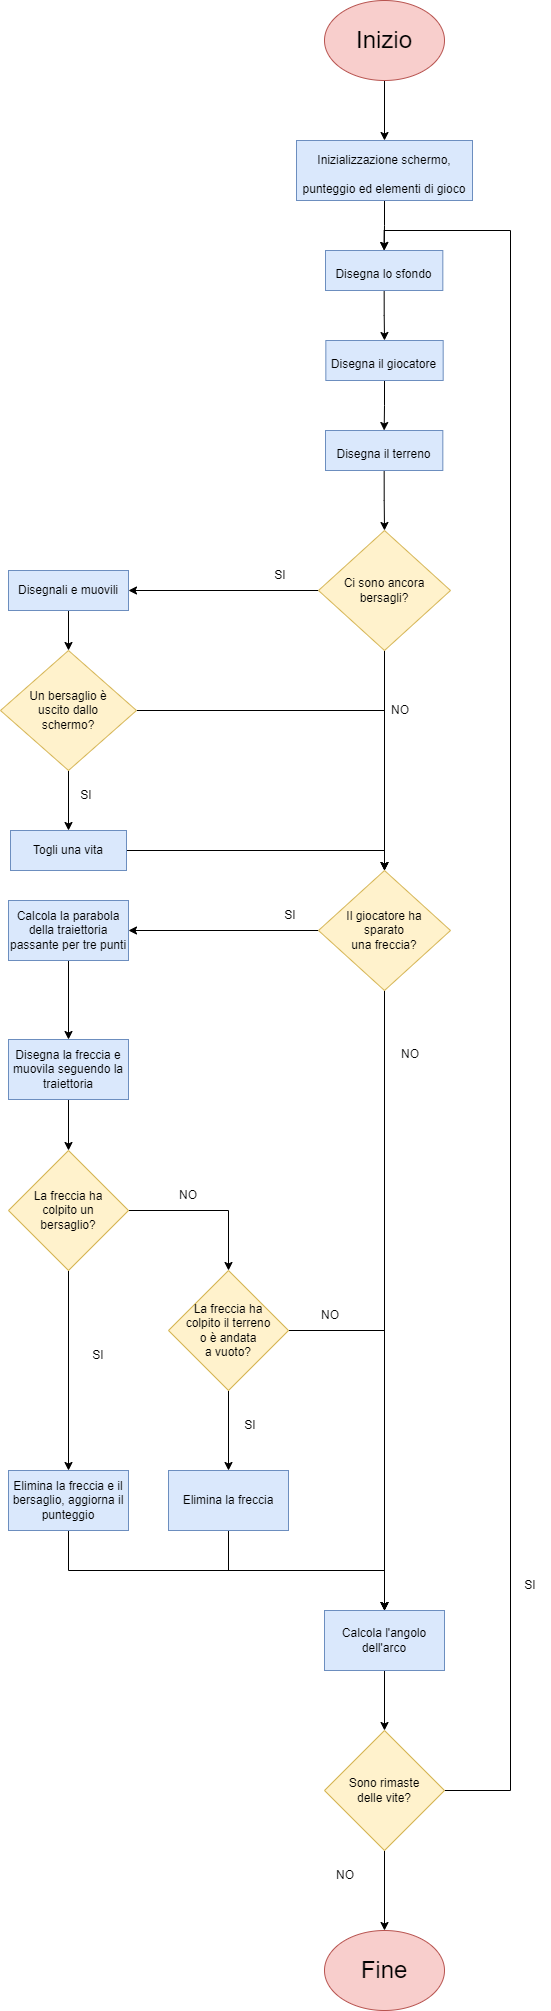 Inizio
Inizializzazione schermo,
punteggio ed elementi di gioco
Disegna lo sfondo
Disegna il giocatore
Disegna il terreno
Ci sono ancora
bersagli?
SI
Disegnali e muovili
Un bersaglio è
uscito dallo
schermo?
NO
SI
Togli una vita
Il giocatore ha
sparato
una freccia?
SI
Calcola la parabola
della traiettoria
passante per tre punti
NO
Disegna la freccia e
muovila seguendo la
traiettoria
La freccia ha
colpito un
bersaglio?
NO
La freccia ha
colpito il terreno
o è andata
a vuoto?
NO
SI
SI
Elimina la freccia e il
bersaglio, aggiorna il
punteggio
Elimina la freccia
SI
Calcola l'angolo
dell'arco
Sono rimaste
delle vite?
NO
Fine